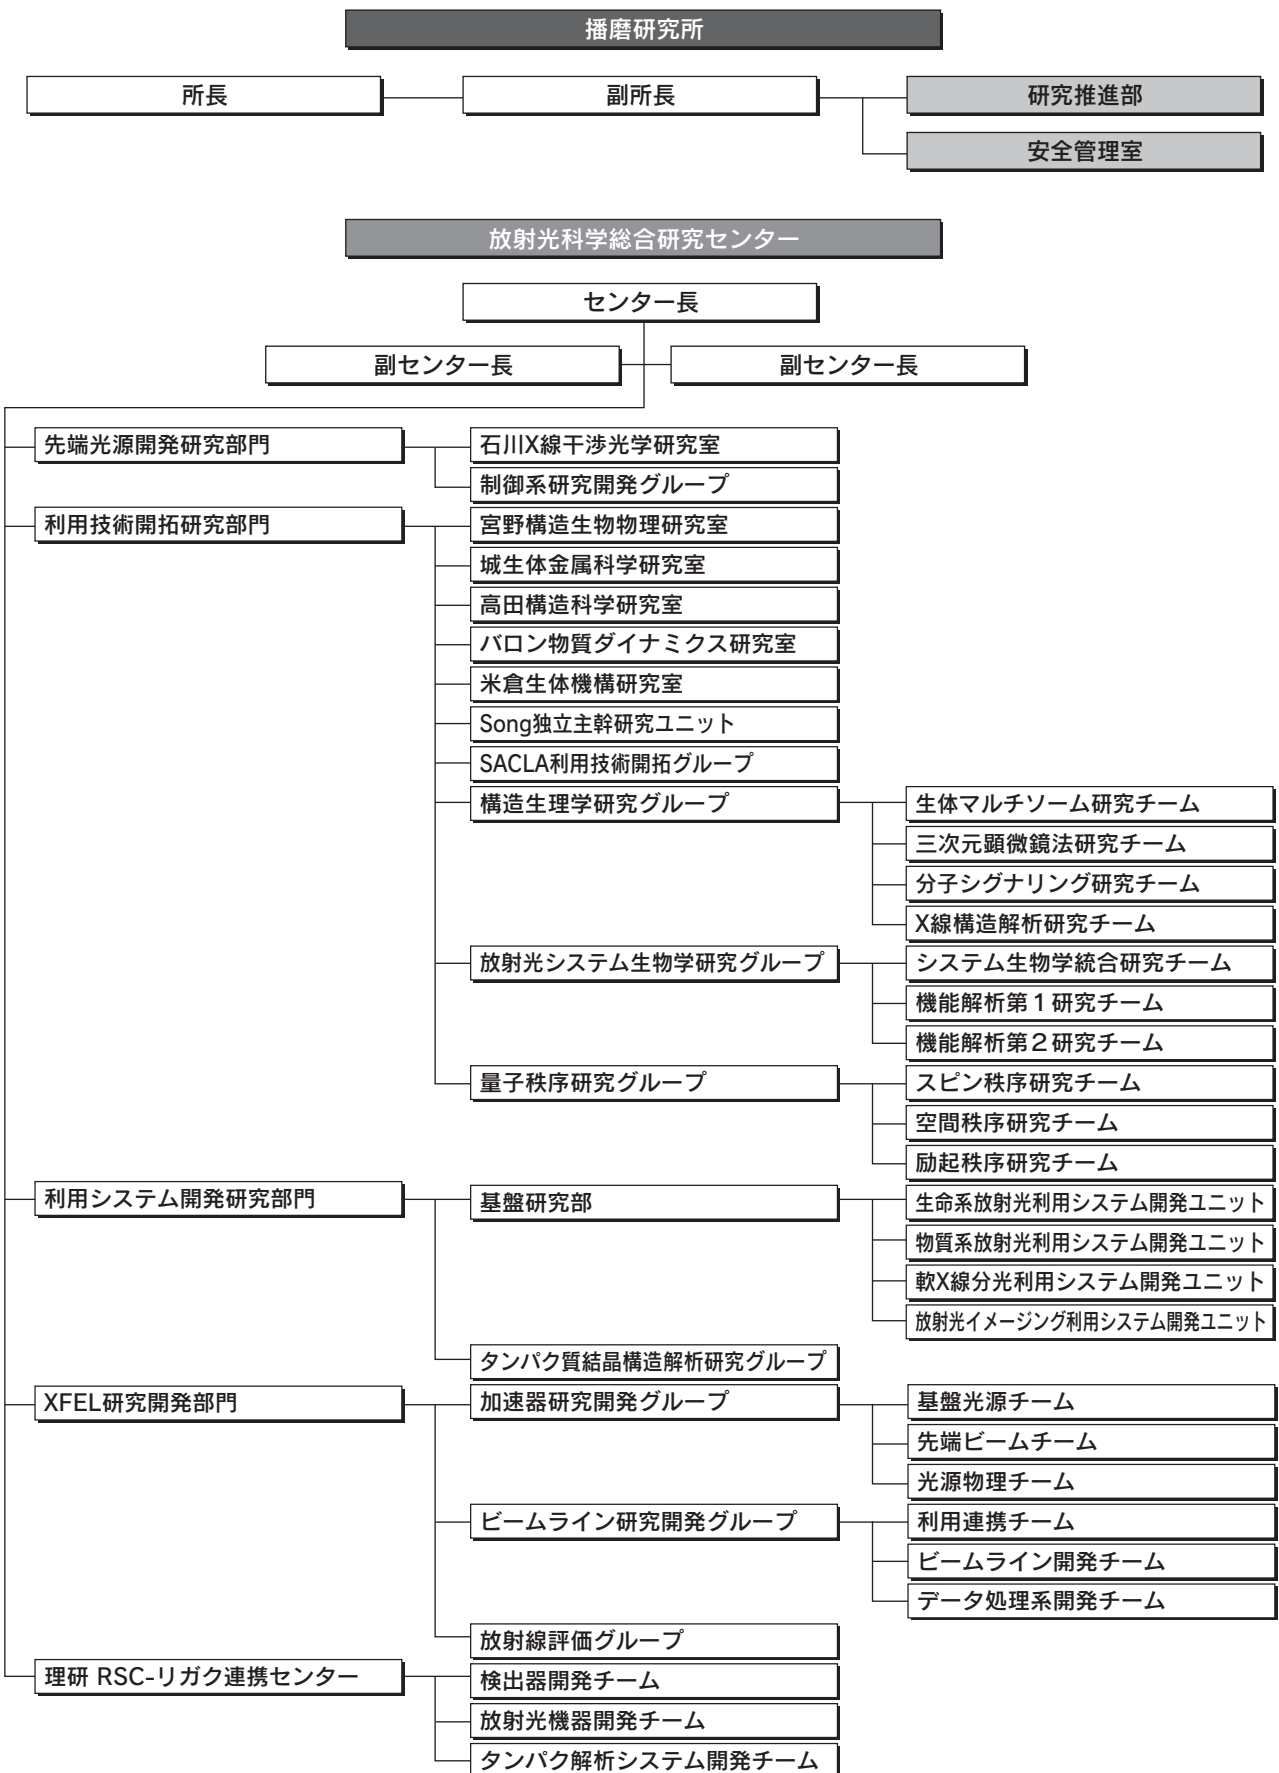 播磨研究所
所長
副所長
研究推進部
安全管理室
放射光科学総合研究センター
センター長
副センター長
副センター長
先端光源開発研究部門
石川X線干渉光学研究室
制御系研究開発グループ
利用技術開拓研究部門
宮野構造生物物理研究室
城生体金属科学研究室
高田構造科学研究室
バロン物質ダイナミクス研究室
米倉生体機構研究室
Song独立主幹研究ユニット
SACLA利用技術開拓グループ
構造生理学研究グループ
生体マルチソーム研究チーム
三次元顕微鏡法研究チーム
分子シグナリング研究チーム
X線構造解析研究チーム
放射光システム生物学研究グループ
システム生物学統合研究チーム
機能解析第1研究チーム
機能解析第2研究チーム
量子秩序研究グループ
スピン秩序研究チーム
空間秩序研究チーム
励起秩序研究チーム
利用システム開発研究部門
基盤研究部
生命系放射光利用システム開発ユニット
物質系放射光利用システム開発ユニット
軟X線分光利用システム開発ユニット
放射光イメージング利用システム開発ユニット
タンパク質結晶構造解析研究グループ
XFEL研究開発部門
加速器研究開発グループ
基盤光源チーム
先端ビームチーム
光源物理チーム
ビームライン研究開発グループ
利用連携チーム
ビームライン開発チーム
データ処理系開発チーム
放射線評価グループ
理研 RSC-リガク連携センター
検出器開発チーム
放射光機器開発チーム
タンパク解析システム開発チーム